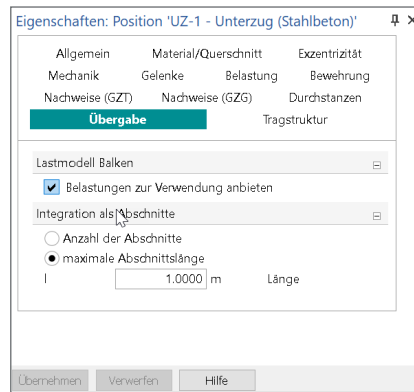 Eigenschaften: Position 'UZ-1 - Unterzug (Stahlbeton)'
Allgemein Material/Querschnitt Exzentrizität
Mechanik Gelenke Belastung Bewehrung
Nachweise (GZT) Nachweise (GZG) Durchstanzen
Übergabe Tragstruktur
Lastmodell Balken
Belastungen zur Verwendung anbieten
Integration als Abschnitte
Anzahl der Abschnitte
maximale Abschnittslänge
l 1.0000 m Länge
Übernehmen Verwerfen Hilfe